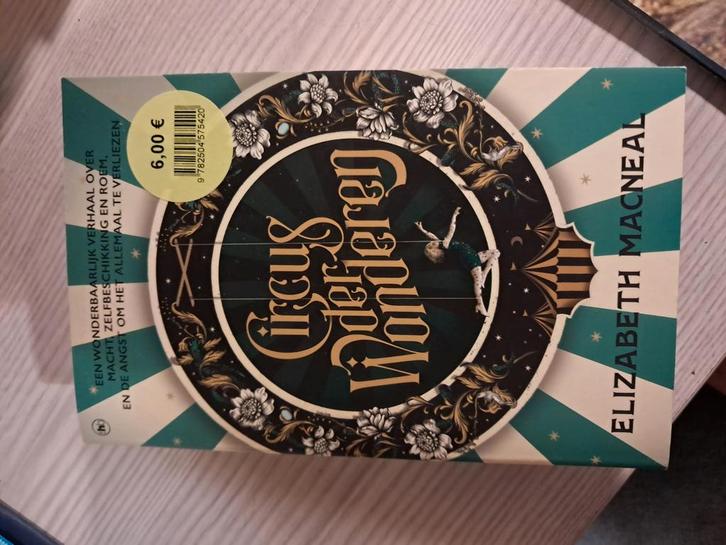 EEN WONDERBAARLIJK VERHAAL OVER
MACHT, ZELFBESCHIKKING EN ROEM,
EN DE ANGST OM HET ALLEMAAL TE VERLIEZEN
6,00 €
9 782504 575420
Circus
der
Wonderen
ELIZABETH MACNEAL